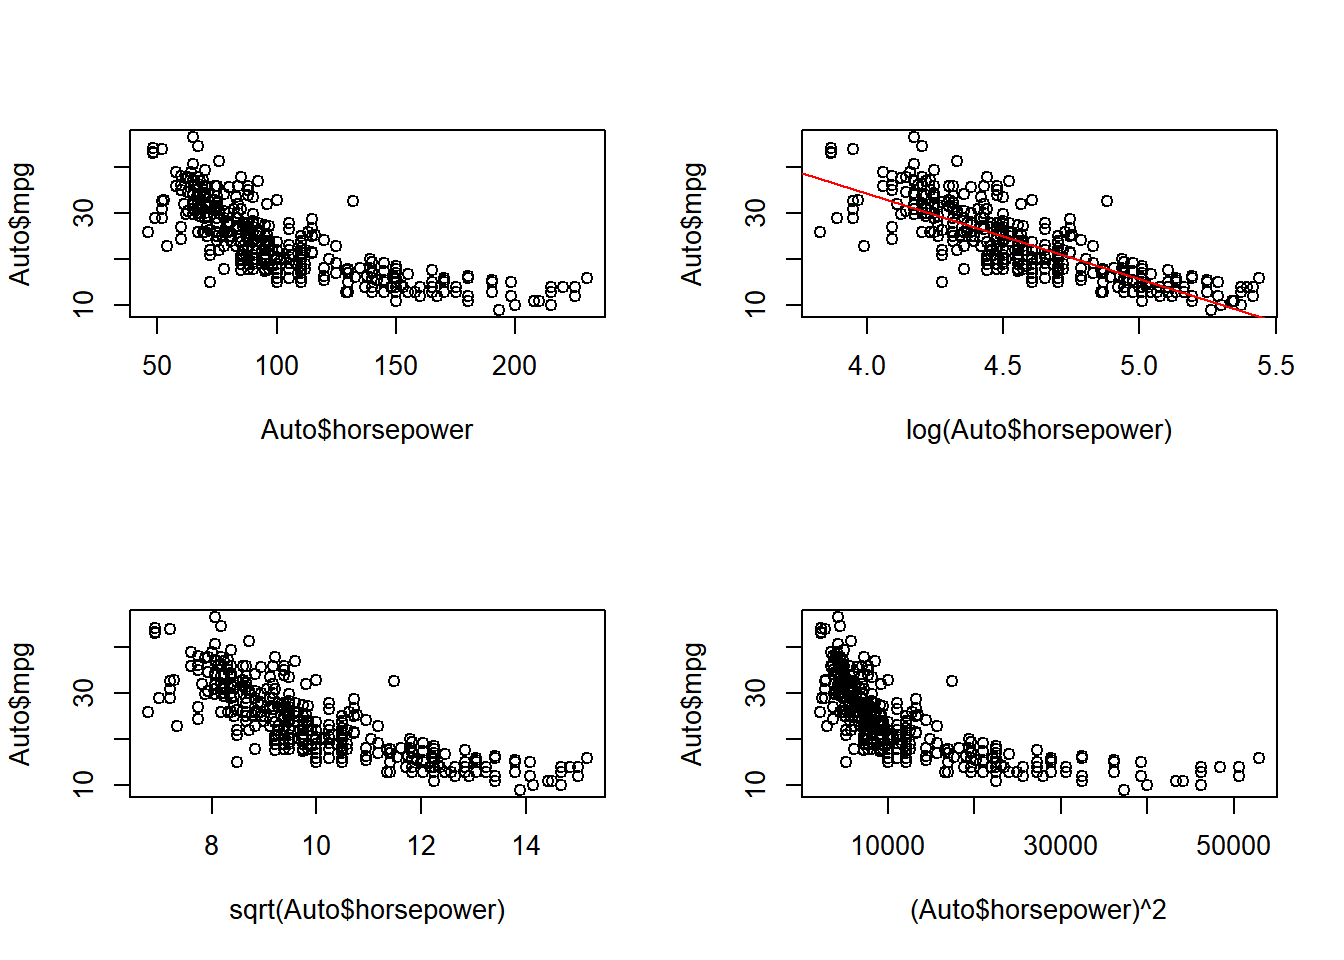 Auto$mpg
10 30
50 100 150 200
Auto$horsepower
Auto$mpg
10 30
4.0 4.5 5.0 5.5
log(Auto$horsepower)
Auto$mpg
10 30
8 10 12 14
sqrt(Auto$horsepower)
Auto$mpg
10 30
10000 30000 50000
(Auto$horsepower)^2